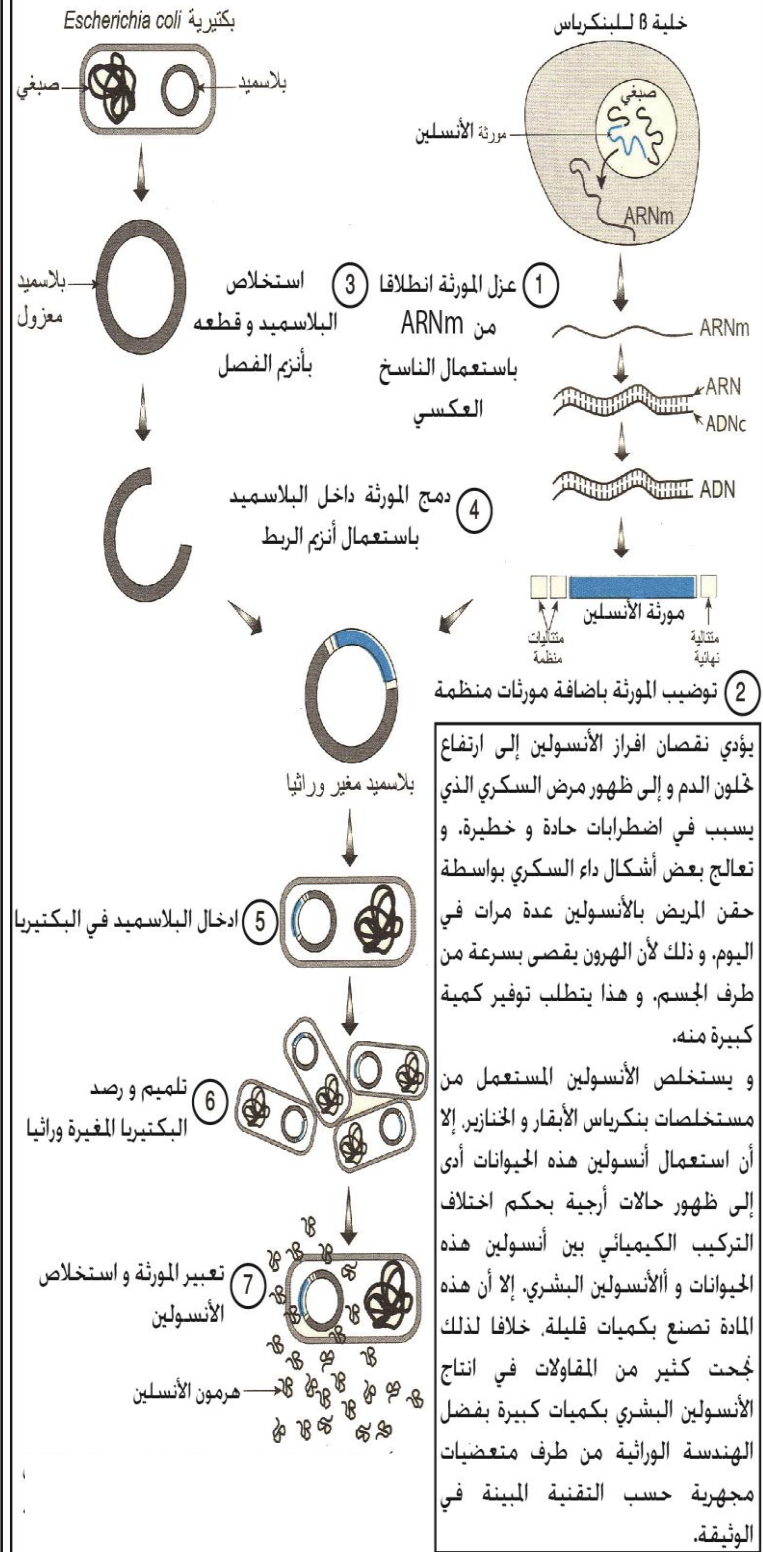 بكتيرية Escherichia coli
خلية ß للبنكرياس
صبغي
بلاسميد
صبغي
مورثة الأنسلين
ARNm
بلاسميد
معزول
3 استخلاص
البلاسميد و قطعه
بأنزيم الفصل
1 عزل المورثة انطلاقا
من ARNm
باستعمال الناسخ
العكسي
ARNm
ARN
ADNc
ADN
4 دمج المورثة داخل البلاسميد
باستعمال أنزيم الربط
مورثة الأنسلين
متتاليات
منظمة
متتالية
نهائية
2 توضيب المورثة باضافة مورثات منظمة
بلاسميد مغير وراثيا
5 ادخال البلاسميد في البكتيريا
6 تلميم و رصد
البكتيريا المغيرة وراثيا
7 تعبير المورثة و استخلاص
الأنسولين
هرمون الأنسلين
يؤدي نقصان افراز الأنسولين إلى ارتفاع
تحلون الدم و إلى ظهور مرض السكري الذي
يسبب في اضطرابات حادة و خطيرة. و
تعالج بعض أشكال داء السكري بواسطة
حقن المريض بالأنسولين عدة مرات في
اليوم. و ذلك لأن الهرون يقصى بسرعة من
طرف الجسم. و هذا يتطلب توفير كمية
كبيرة منه.
و يستخلص الأنسولين المستعمل من
مستخلصات بنكرياس الأبقار و الخنازير. إلا
أن استعمال أنسولين هذه الحيوانات أدى
إلى ظهور حالات أرجية بحكم اختلاف
التركيب الكيميائي بين أنسولين هذه
الحيوانات و أالأنسولين البشري. إلا أن هذه
المادة تصنع بكميات قليلة. خلافا لذلك
نجحت كثير من المقاولات في انتاج
الأنسولين البشري بكميات كبيرة بفضل
الهندسة الوراثية من طرف متعضيات
مجهرية حسب التقنية المبينة في
الوثيقة.